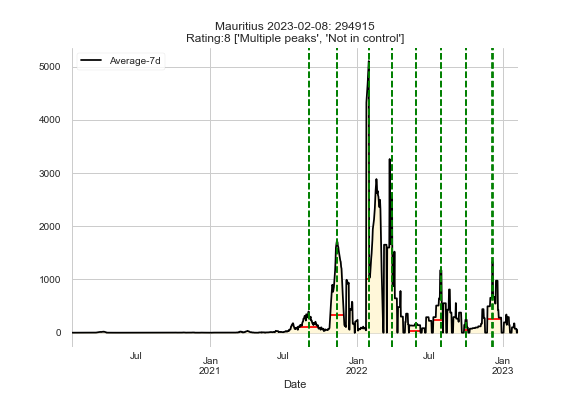 Mauritius 2023-02-08: 294915
Rating:8 ['Multiple peaks', 'Not in control']
Average-7d
5000
4000
3000
2000
1000
0
Jul
Jan
2021
Jul
Jan
2022
Jul
Jan
2023
Date